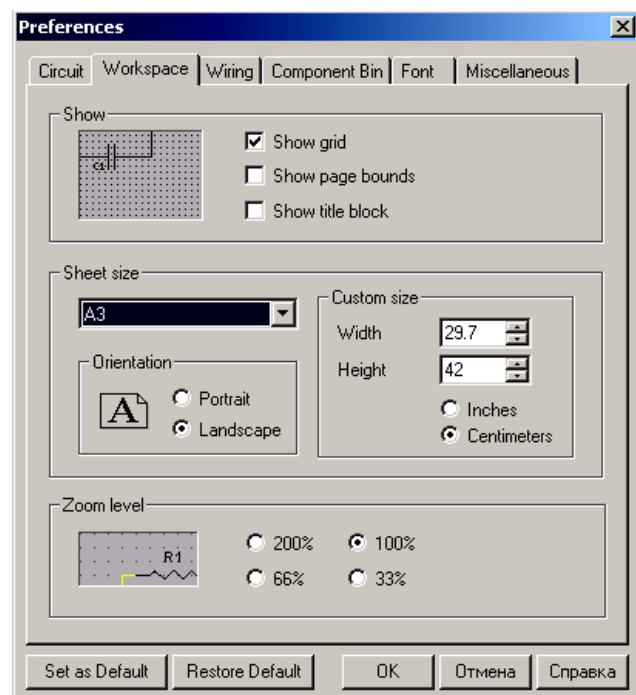 Preferences
Circuit Workspace Wiring Component Bin Font Miscellaneous
Show
C1
Show grid
Show page bounds
Show title block
Sheet size
A3
Orientation
A
Portrait
Landscape
Custom size
Width 29.7
Height 42
Inches
Centimeters
Zoom level
R1
200% 100%
66% 33%
Set as Default Restore Default OK Отмена Справка